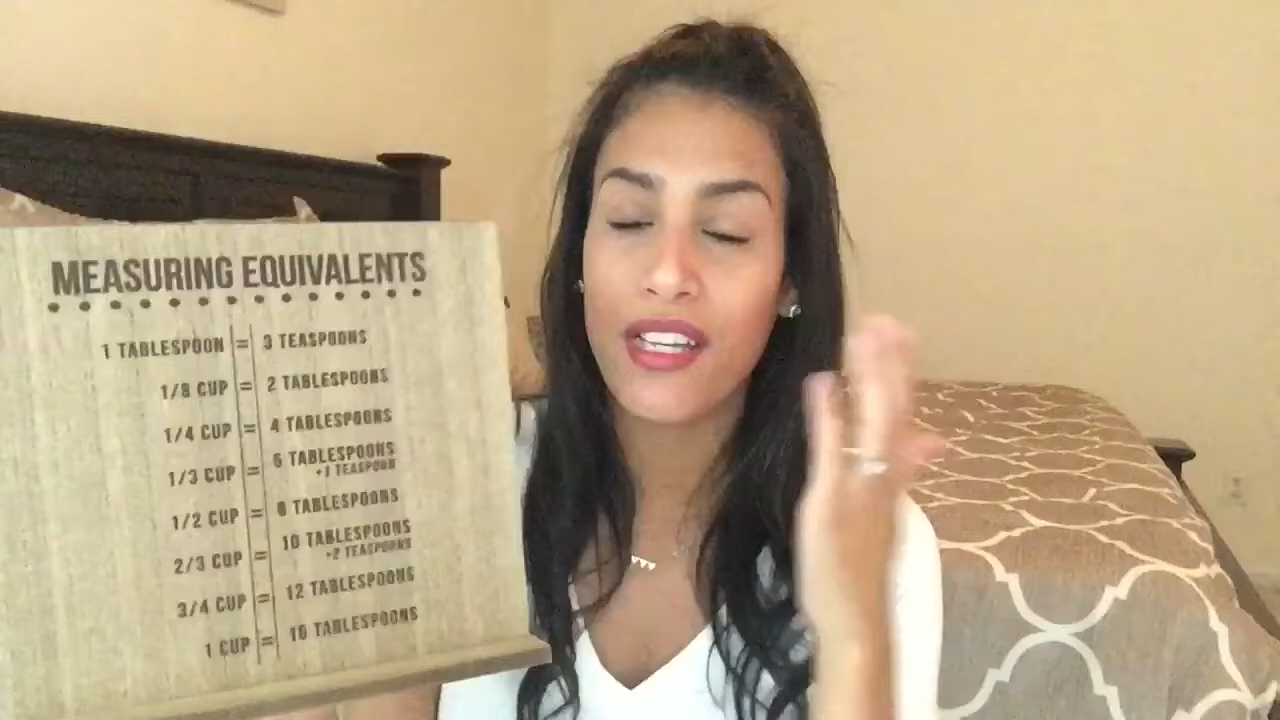 MEASURING EQUIVALENTS
1 TABLESPOON = 3 TEASPOONS
1/8 CUP = 2 TABLESPOONS
1/4 CUP = 4 TABLESPOONS
1/3 CUP = 5 TABLESPOONS
+1 TEASPOON
1/2 CUP = 8 TABLESPOONS
2/3 CUP = 10 TABLESPOONS
+2 TEASPOONS
3/4 CUP = 12 TABLESPOONS
1 CUP = 16 TABLESPOONS